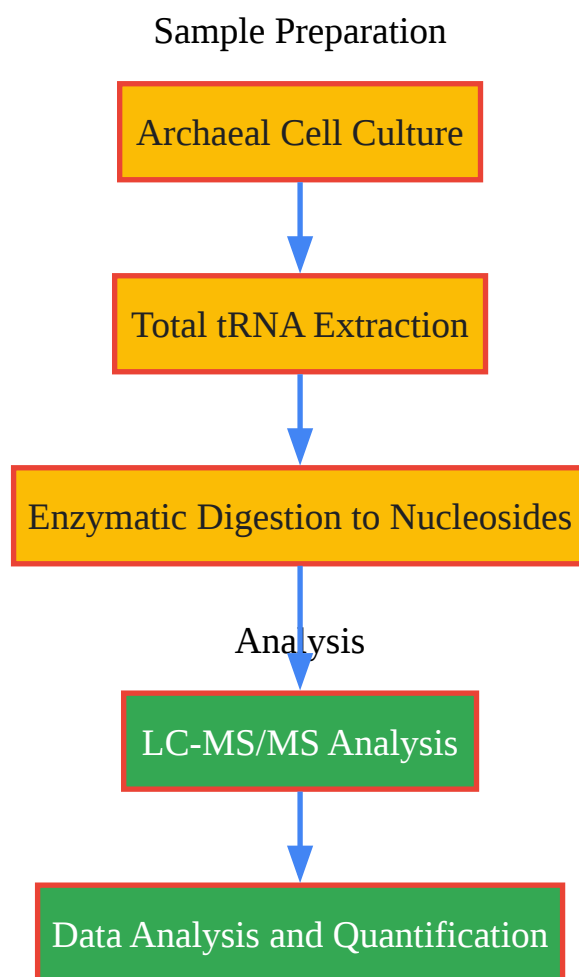 Sample Preparation
Archaeal Cell Culture
Total tRNA Extraction
Enzymatic Digestion to Nucleosides
Analysis
LC-MS/MS Analysis
Data Analysis and Quantification